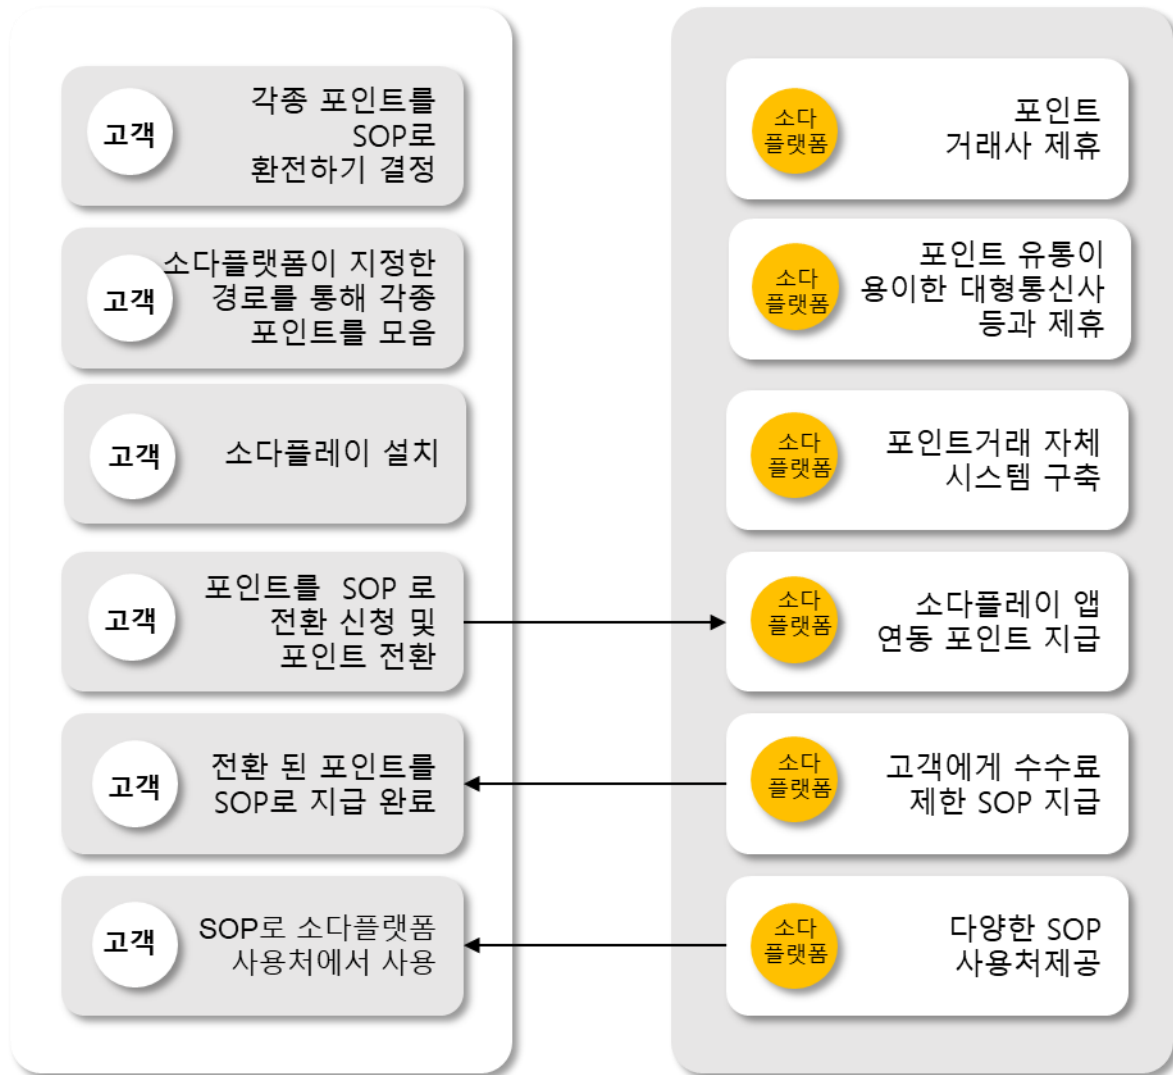 고객
각종 포인트를
SOP로
환전하기 결정
고객
소다플랫폼이 지정한
경로를 통해 각종
포인트를 모음
고객
소다플레이 설치
고객
포인트를 SOP 로
전환 신청 및
포인트 전환
고객
전환 된 포인트를
SOP로 지급 완료
고객
SOP로 소다플랫폼
사용처에서 사용
소다
플랫폼
포인트
거래사 제휴
소다
플랫폼
포인트 유통이
용이한 대형통신사
등과 제휴
소다
플랫폼
포인트거래 자체
시스템 구축
소다
플랫폼
소다플레이 앱
연동 포인트 지급
소다
플랫폼
고객에게 수수료
제한 SOP 지급
소다
플랫폼
다양한 SOP
사용처제공